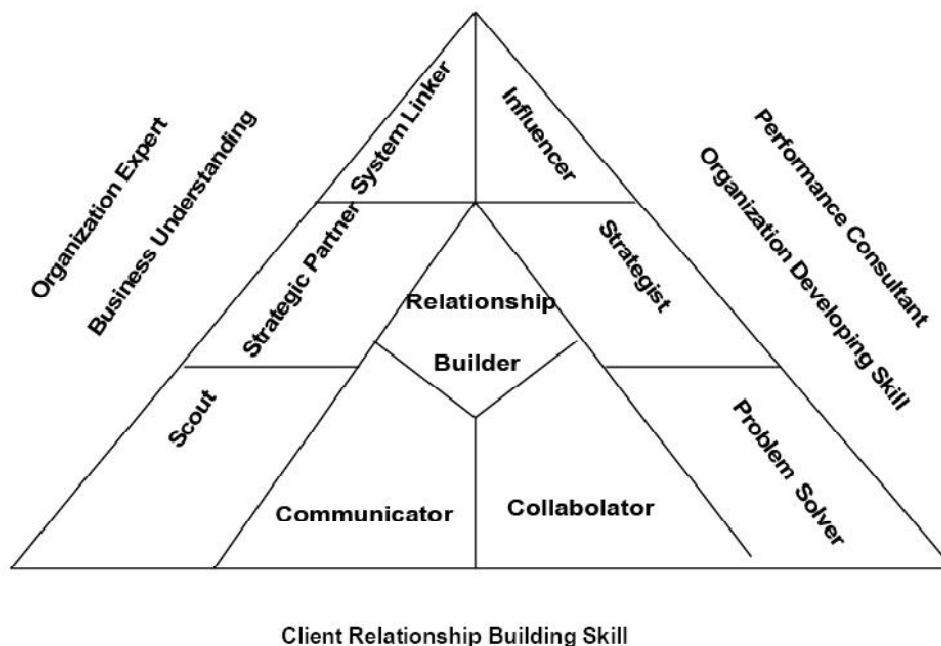 System Linker
Influencer
Organization Expert
Business Understanding
Performance Consultant
Organization Developing Skill
Strategic Partner
Strategist
Relationship
Builder
Scout
Problem Solver
Communicator
Collabolator
Client Relationship Building Skill